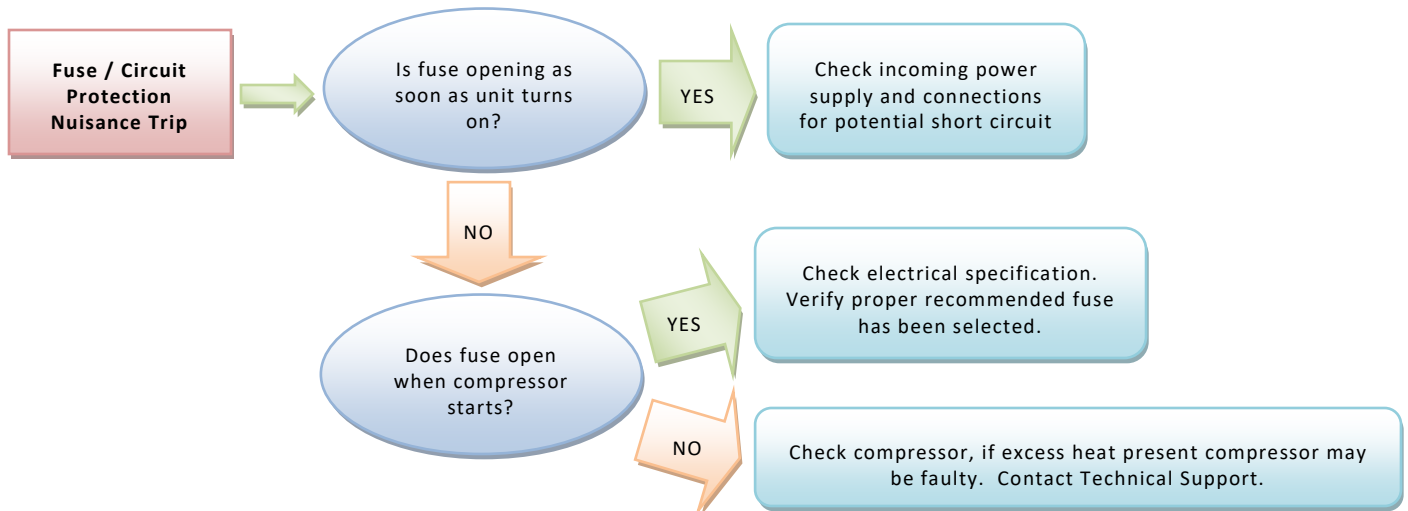 Fuse / Circuit
Protection
Nuisance Trip
Is fuse opening as
soon as unit turns
on?
YES
Check incoming power
supply and connections
for potential short circuit
NO
Does fuse open
when compressor
starts?
YES
Check electrical specification.
Verify proper recommended fuse
has been selected.
NO
Check compressor, if excess heat present compressor may
be faulty.  Contact Technical Support.